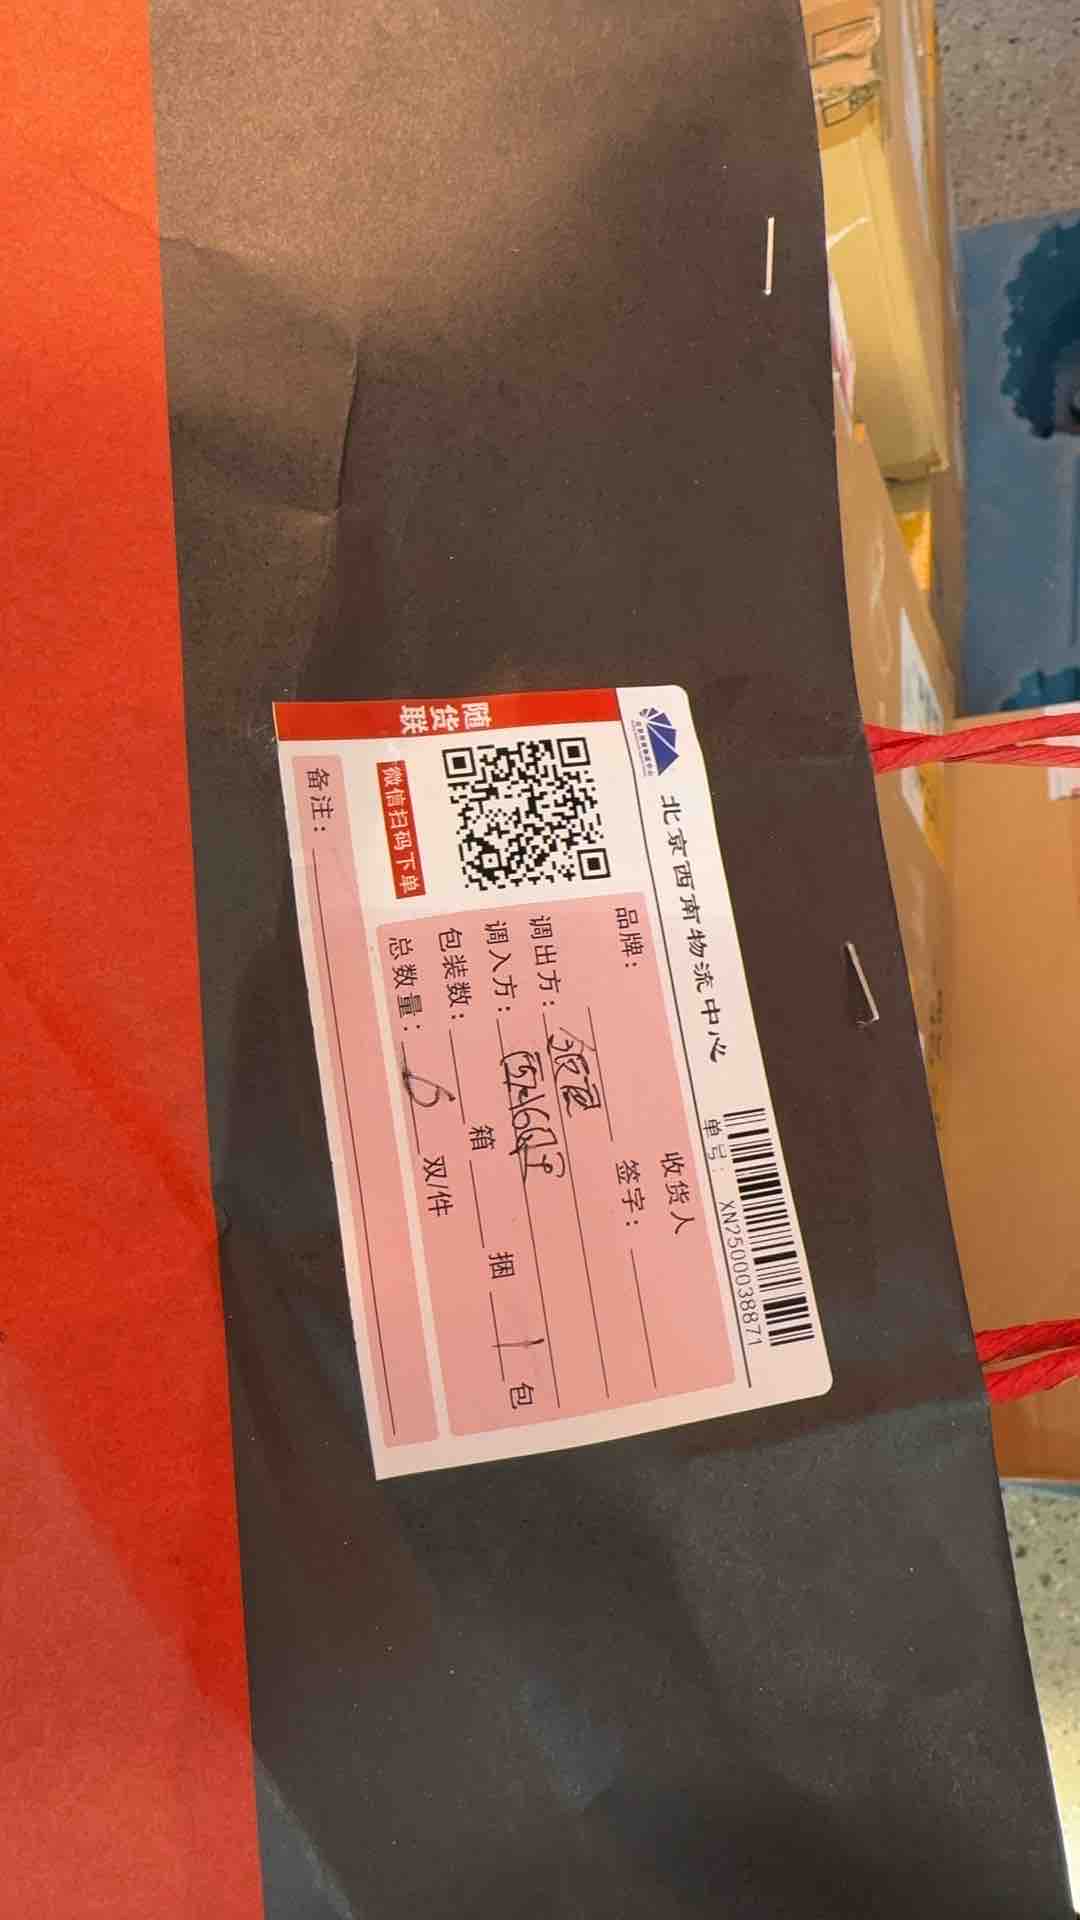 北京西南物流中心
单号: XN2500038871
随货联
微信扫码下单
品牌:
收货人
签字:
调出方:
调入方:
包装数: 箱 捆 1 包
总数量: 6 双/件
备注: